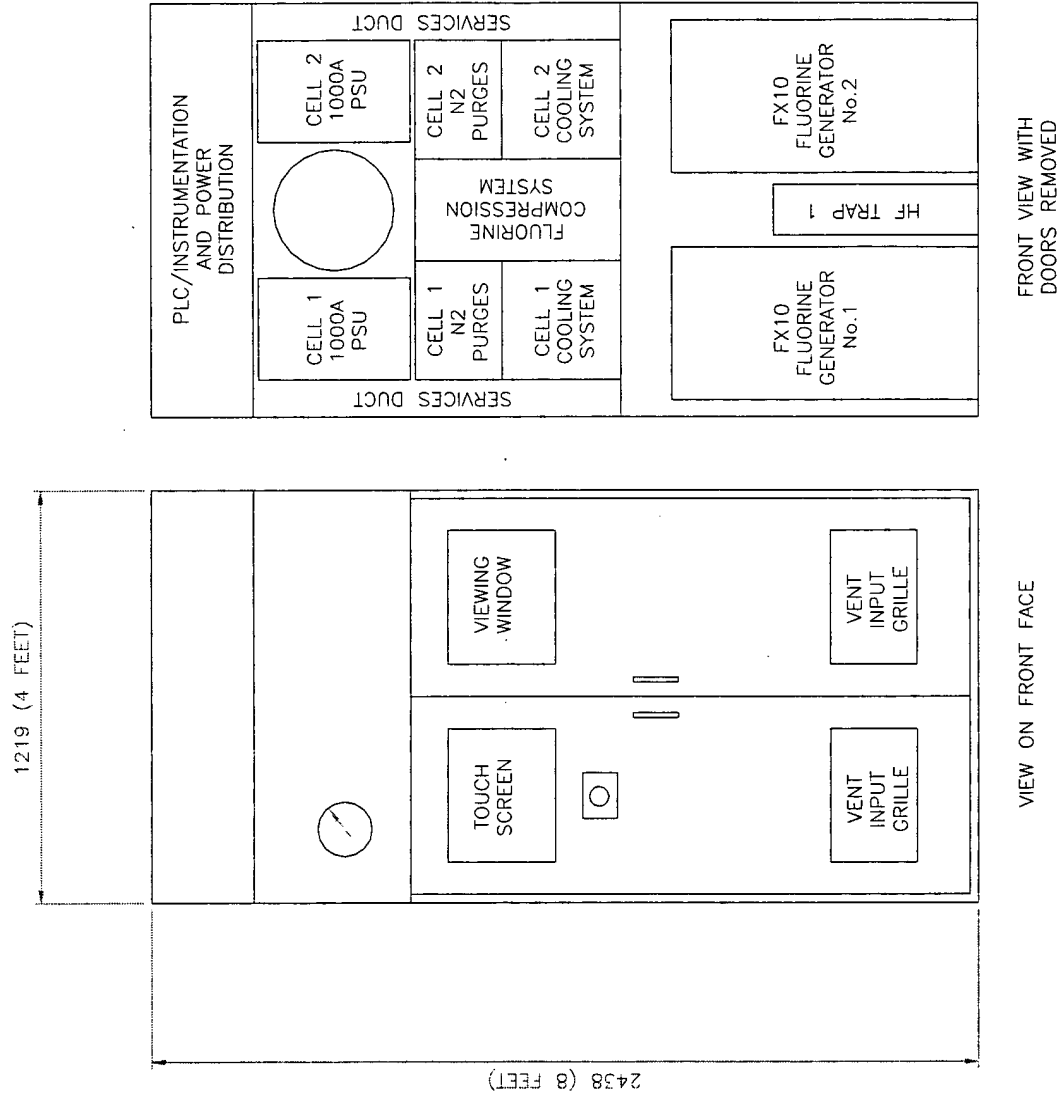 1219 (4 FEET)
2438 (8 FEET)
TOUCH
SCREEN
VIEWING
WINDOW
VENT
INPUT
GRILLE
VENT
INPUT
GRILLE
VIEW ON FRONT FACE
PLC/INSTRUMENTATION
AND POWER
DISTRIBUTION
SERVICES DUCT
CELL 1
1000A
PSU
CELL 2
1000A
PSU
SERVICES DUCT
CELL 1
N2
PURGES
FLUORINE
COMPRESSION
SYSTEM
CELL 2
N2
PURGES
CELL 1
COOLING
SYSTEM
CELL 2
COOLING
SYSTEM
FX10
FLUORINE
GENERATOR
No.1
HF TRAP 1
FX10
FLUORINE
GENERATOR
No.2
FRONT VIEW WITH
DOORS REMOVED